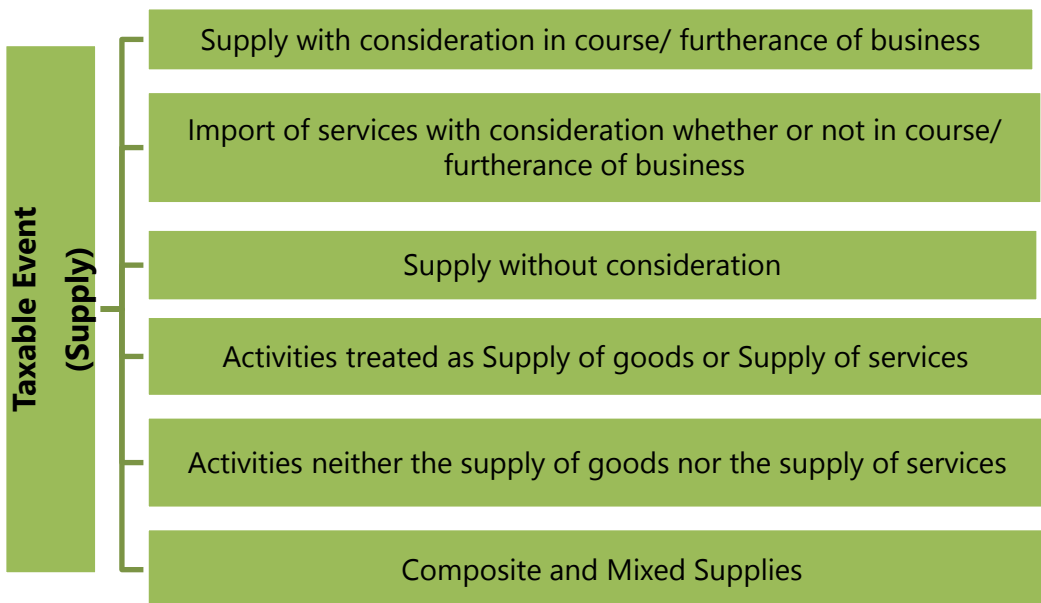 Taxable Event
(Supply)
Supply with consideration in course/ furtherance of business
Import of services with consideration whether or not in course/
furtherance of business
Supply without consideration
Activities treated as Supply of goods or Supply of services
Activities neither the supply of goods nor the supply of services
Composite and Mixed Supplies